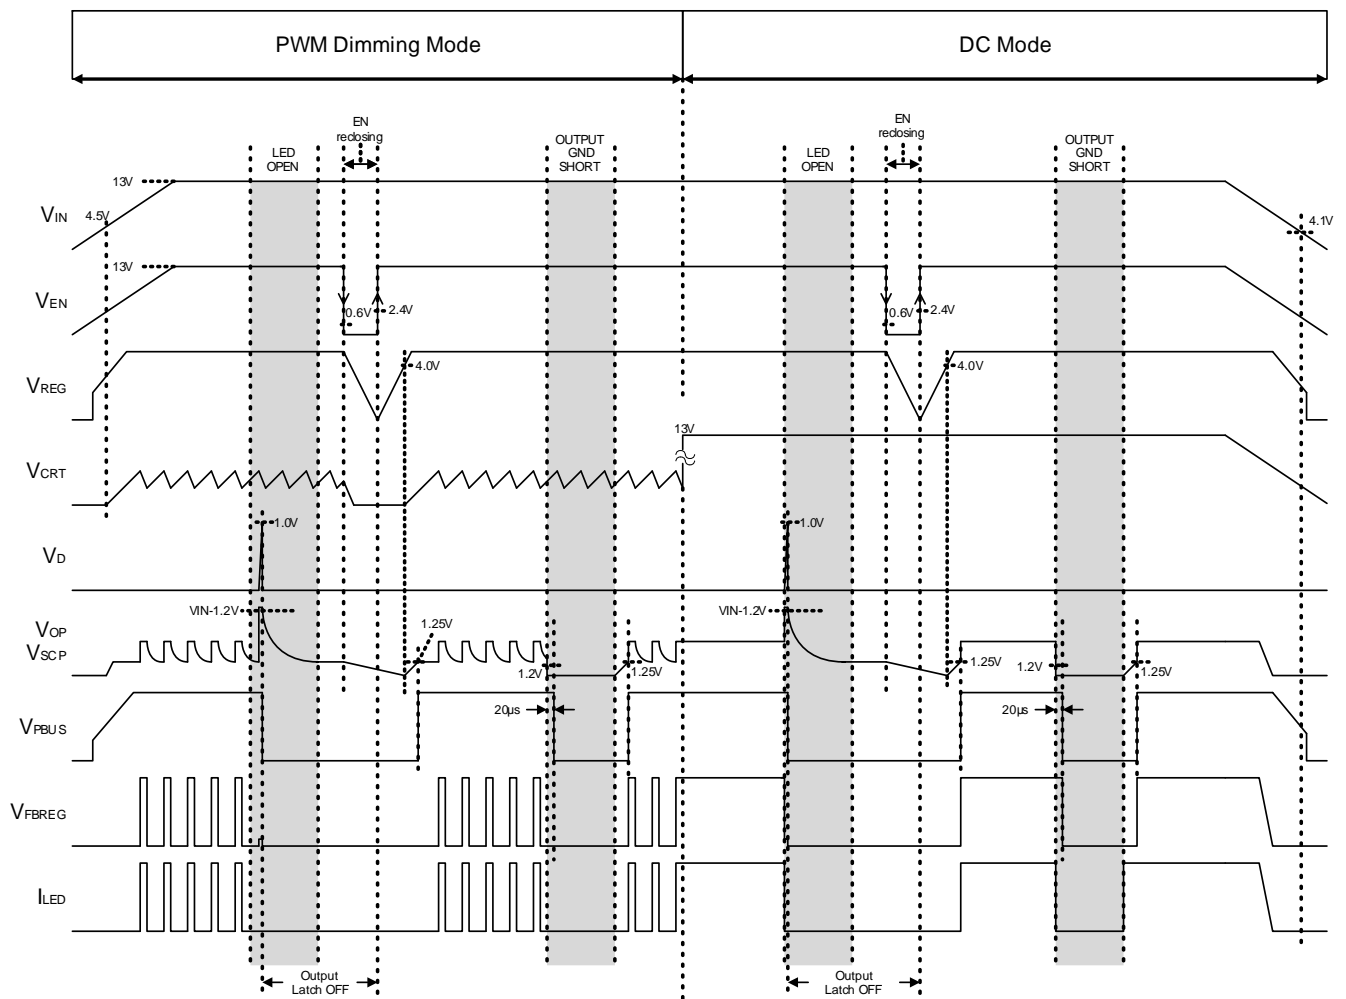 PWM Dimming Mode
DC Mode
EN
reclosing
LED
OPEN
OUTPUT
GND
SHORT
EN
reclosing
LED
OPEN
OUTPUT
GND
SHORT
VIN
13V
4.5V
4.1V
VEN
13V
0.6V
2.4V
0.6V
2.4V
VREG
4.0V
4.0V
VCRT
13V
VD
1.0V
1.0V
VOP
VSCP
VIN-1.2V
1.25V
1.2V
1.25V
VIN-1.2V
1.25V
1.2V
1.25V
VPBUS
20µs
20µs
VFBREG
ILED
Output
Latch OFF
Output
Latch OFF